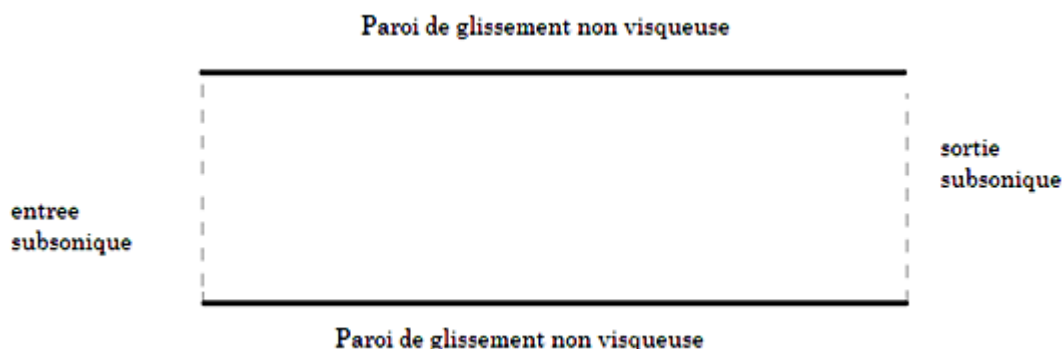 Paroi de glissement non visqueuse
sortie
subsonique
entree
subsonique
Paroi de glissement non visqueuse